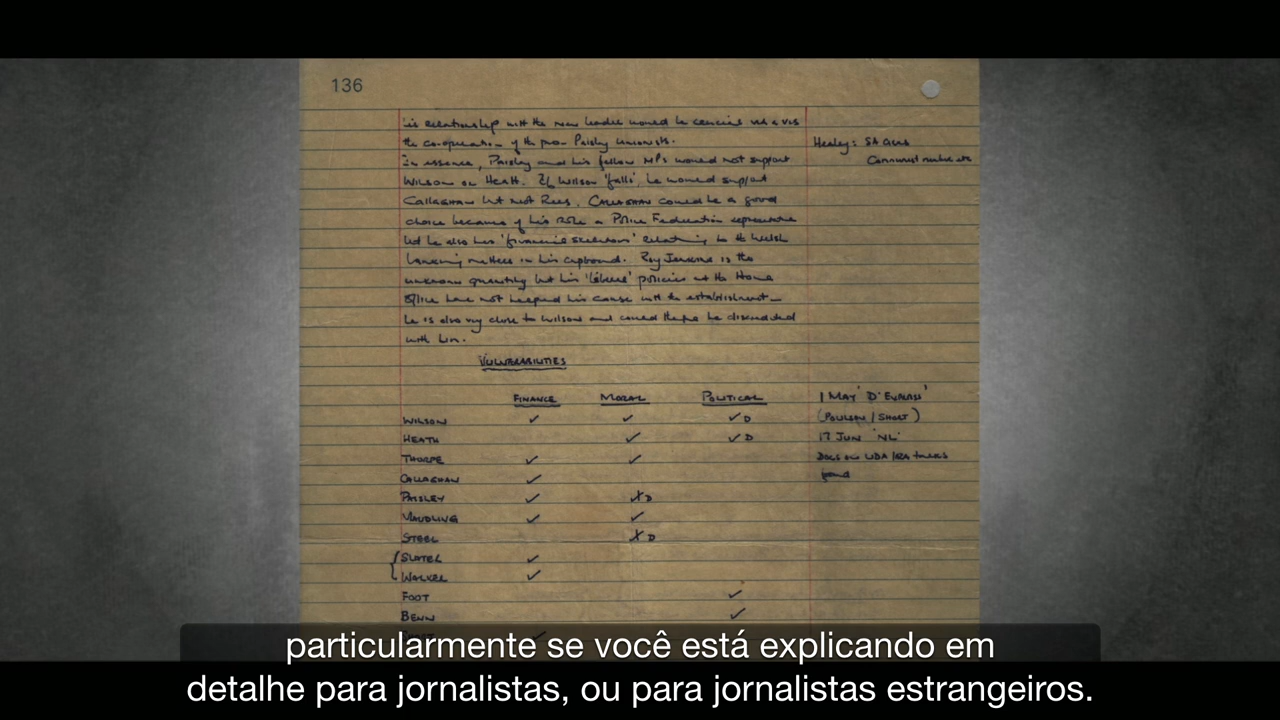 136
his relationship with the new leader would be crucial vis a vis
the co-operation of the pro-Paisley unionists.
In essence, Paisley and his fellow MPs would not support
Wilson or Heath. If Wilson 'falls', he would support
Callaghan but not Rees. CALLAGHAN could be a good
choice because of his role a Police Federation representative
but he also has 'financial skeletons' relating to the Welsh
banking matters in his cupboard. Roy Jenkins is the
unknown quantity but his 'liberal' policies at the Home
Office have not helped his cause with the establishment
he is also very close to Wilson and could be discredited
with him.
Healey: SA
Communist
VULNERABILITIES
FINANCE MORAL POLITICAL
WILSON ✓ ✓ ✓ D
HEATH ✓ ✓ D
THORPE ✓ ✓
CALLAGHAN ✓
PAISLEY ✓ ✗ D
MAUDLING ✓ ✓
STEEL ✗ D
{ SLATER ✓
WALKER ✓
FOOT ✓
BENN ✓
1 MAY 'D'
(POULSON / SHORT)
17 JUN 'NL'
DOCS ON UDA/IRA TALKS
particularmente se você está explicando em
detalhe para jornalistas, ou para jornalistas estrangeiros.